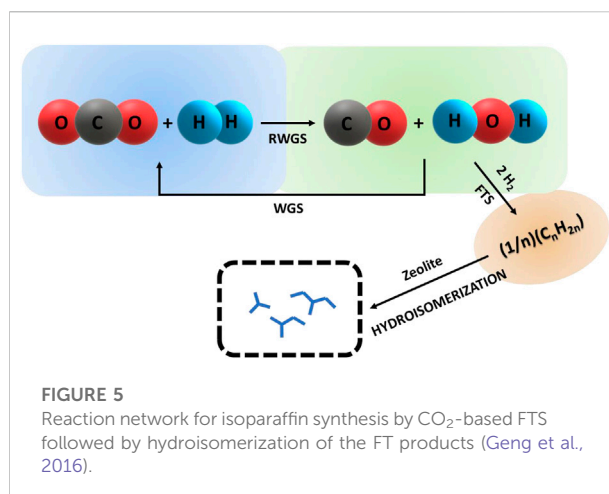 O C O + H H
RWGS
C O + H O H
WGS
2 H₂
FTS
(1/n)(CₙH₂ₙ)
Zeolite
HYDROISOMERIZATION
FIGURE 5
Reaction network for isoparaffin synthesis by CO₂-based FTS
followed by hydroisomerization of the FT products (Geng et al.,
2016).